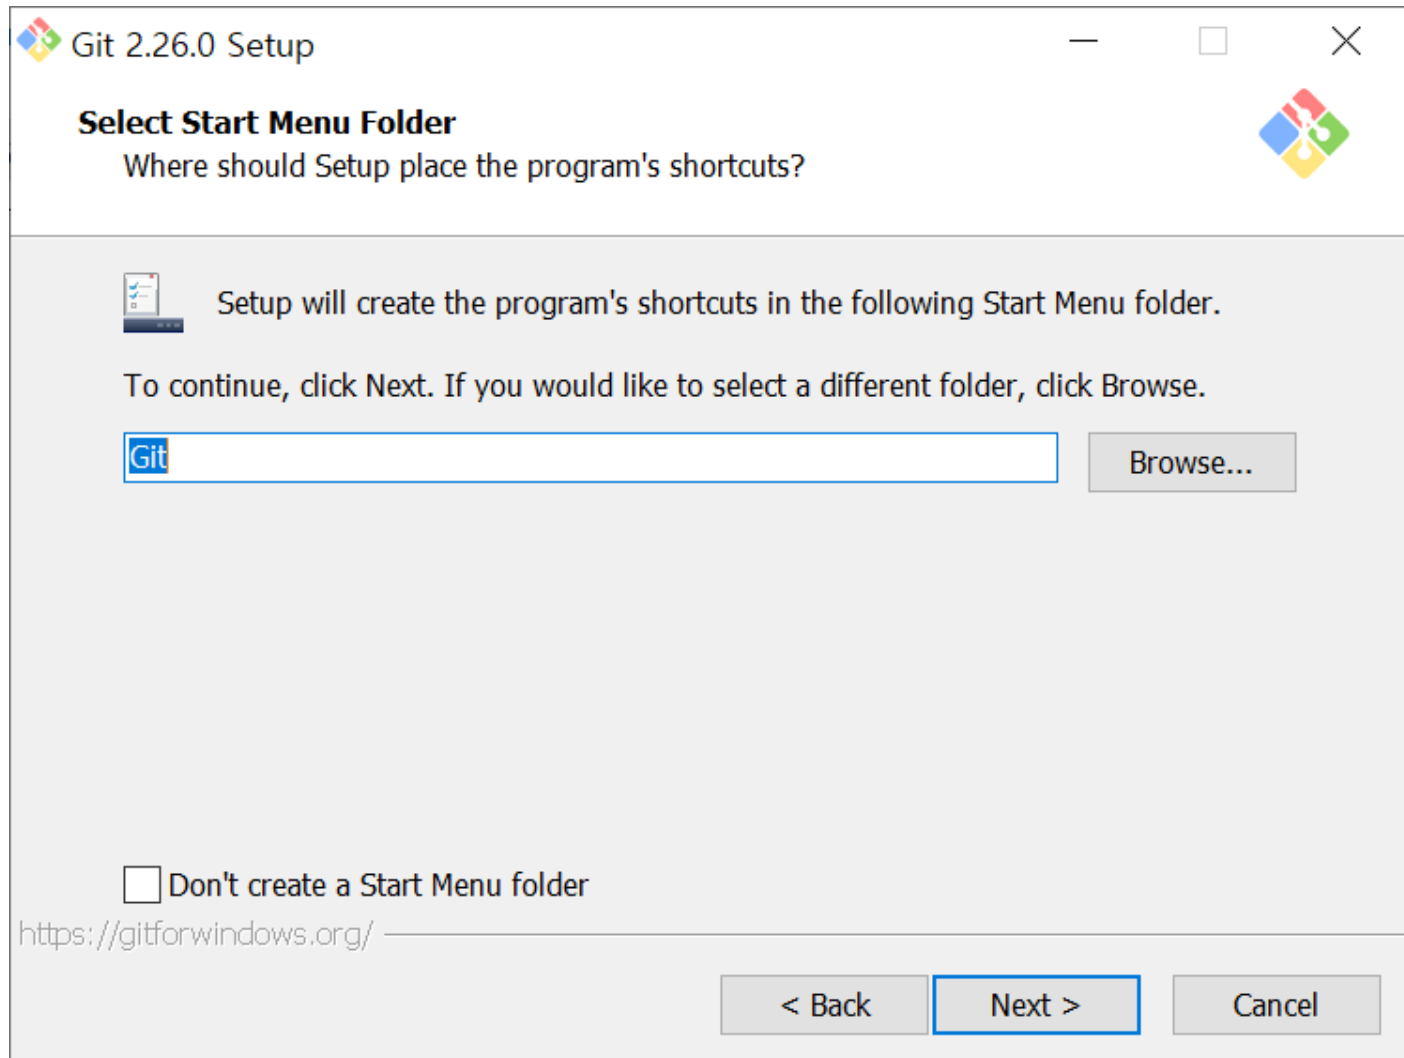 Git 2.26.0 Setup
Select Start Menu Folder
Where should Setup place the program's shortcuts?
Setup will create the program's shortcuts in the following Start Menu folder.
To continue, click Next. If you would like to select a different folder, click Browse.
Git
Browse...
Don't create a Start Menu folder
https://gitforwindows.org/
< Back
Next >
Cancel